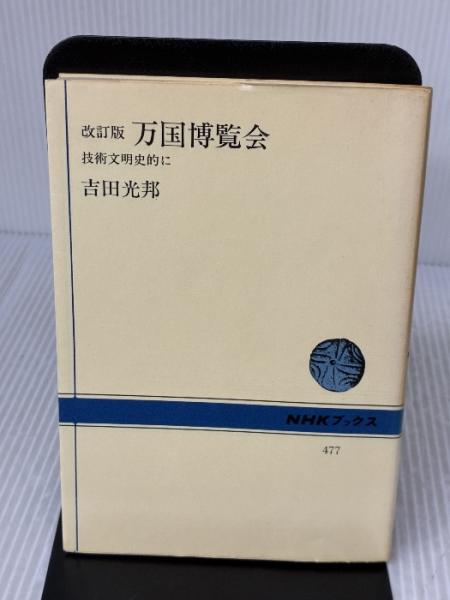 改訂版 万国博覧会
技術文明史的に
吉田光邦
NHKブックス
477